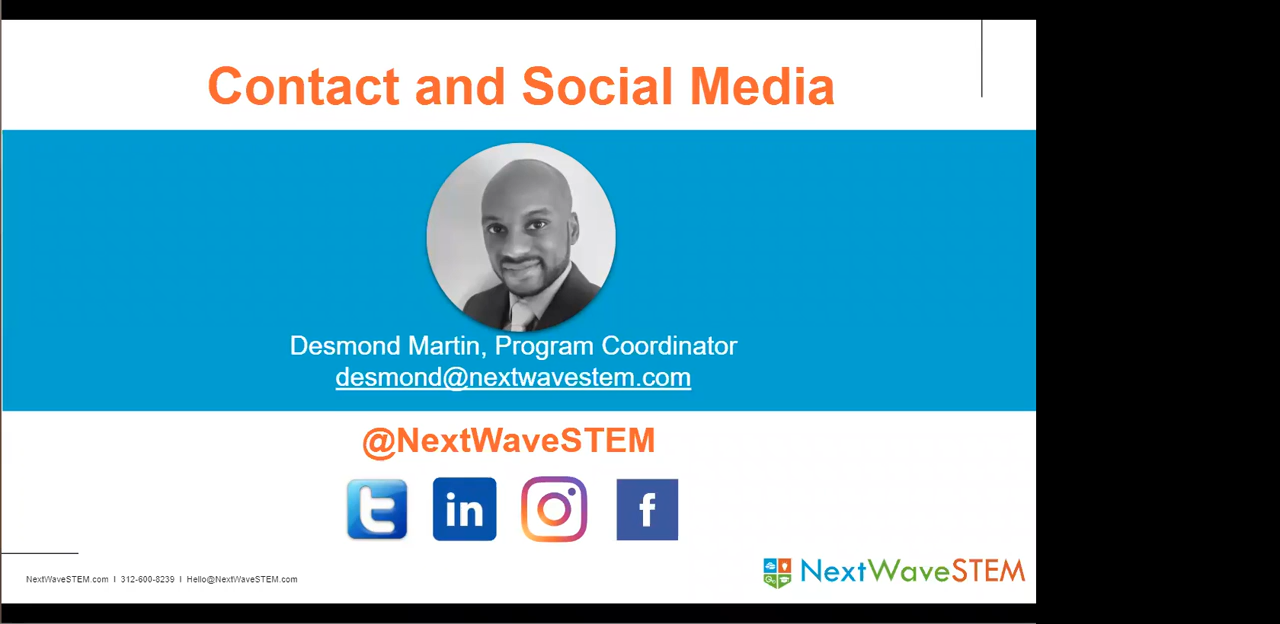 Contact and Social Media
Desmond Martin, Program Coordinator
desmond@nextwavestem.com
@NextWaveSTEM
t in f
NextWaveSTEM.com I 312-600-8239 I Hello@NextWaveSTEM.com
NextWaveSTEM